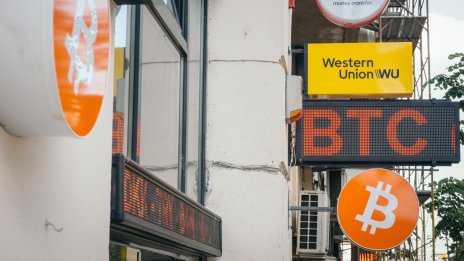 money transfer
Western
Union WU
BTC